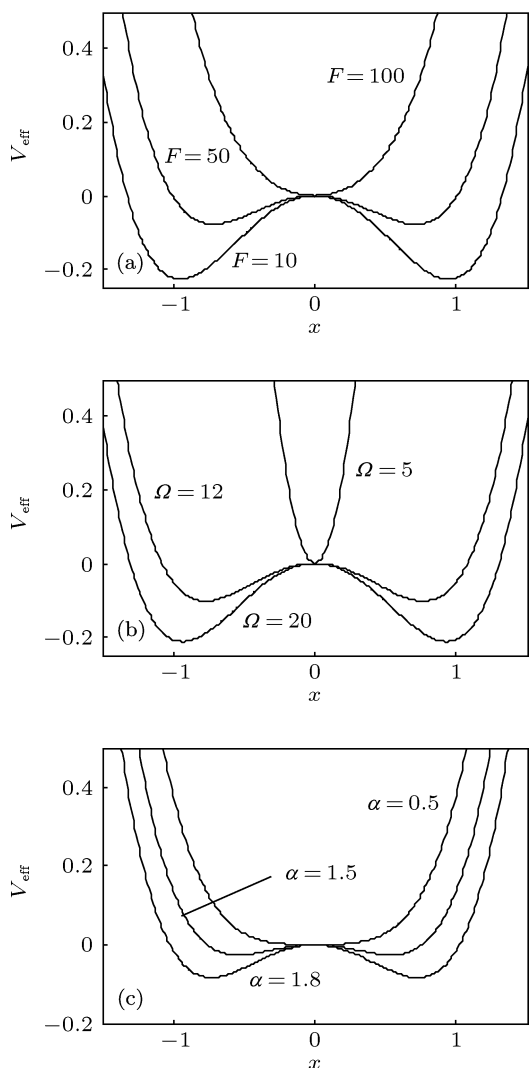 0.4
F = 100
0.2
V_eff
F = 50
0
−0.2
(a)
F = 10
−1 0 1
x
0.4
Ω = 5
0.2
Ω = 12
V_eff
0
−0.2
(b)
Ω = 20
−1 0 1
x
0.4
α = 0.5
0.2
α = 1.5
V_eff
0
α = 1.8
(c)
−0.2
−1 0 1
x